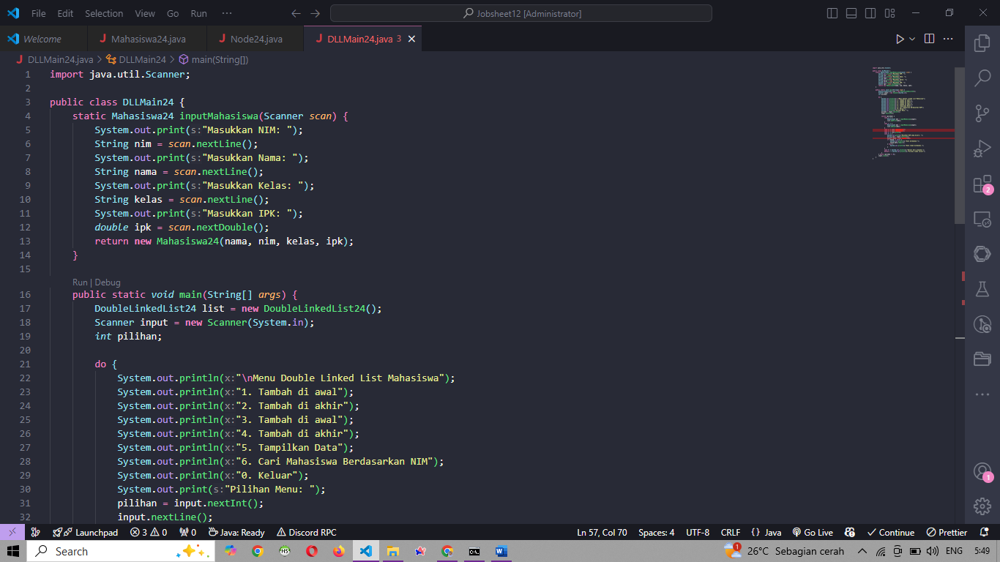 File Edit Selection View Go Run ··· Jobsheet12 [Administrator]
Welcome Mahasiswa24.java Node24.java DLLMain24.java 3
DLLMain24.java > DLLMain24 > main(String[])
1 import java.util.Scanner;
2
3 public class DLLMain24 {
4 static Mahasiswa24 inputMahasiswa(Scanner scan) {
5 System.out.print(s:"Masukkan NIM: ");
6 String nim = scan.nextLine();
7 System.out.print(s:"Masukkan Nama: ");
8 String nama = scan.nextLine();
9 System.out.print(s:"Masukkan Kelas: ");
10 String kelas = scan.nextLine();
11 System.out.print(s:"Masukkan IPK: ");
12 double ipk = scan.nextDouble();
13 return new Mahasiswa24(nama, nim, kelas, ipk);
14 }
15
Run | Debug
16 public static void main(String[] args) {
17 DoubleLinkedList24 list = new DoubleLinkedList24();
18 Scanner input = new Scanner(System.in);
19 int pilihan;
20
21 do {
22 System.out.println(x:"\nMenu Double Linked List Mahasiswa");
23 System.out.println(x:"1. Tambah di awal");
24 System.out.println(x:"2. Tambah di akhir");
25 System.out.println(x:"3. Tambah di awal");
26 System.out.println(x:"4. Tambah di akhir");
27 System.out.println(x:"5. Tampilkan Data");
28 System.out.println(x:"6. Cari Mahasiswa Berdasarkan NIM");
29 System.out.println(x:"0. Keluar");
30 System.out.print(s:"Pilihan Menu: ");
31 pilihan = input.nextInt();
32 input.nextLine();
2
1
Launchpad 3 0 0 Java: Ready Discord RPC Ln 57, Col 70 Spaces: 4 UTF-8 CRLF {} Java Go Live Continue Prettier
Search 1 26°C Sebagian cerah ENG 5:49